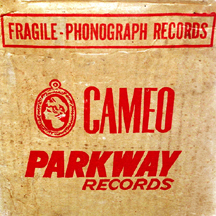 FRAGILE - PHONOGRAPH RECORDS
CAMEO
PARKWAY
RECORDS